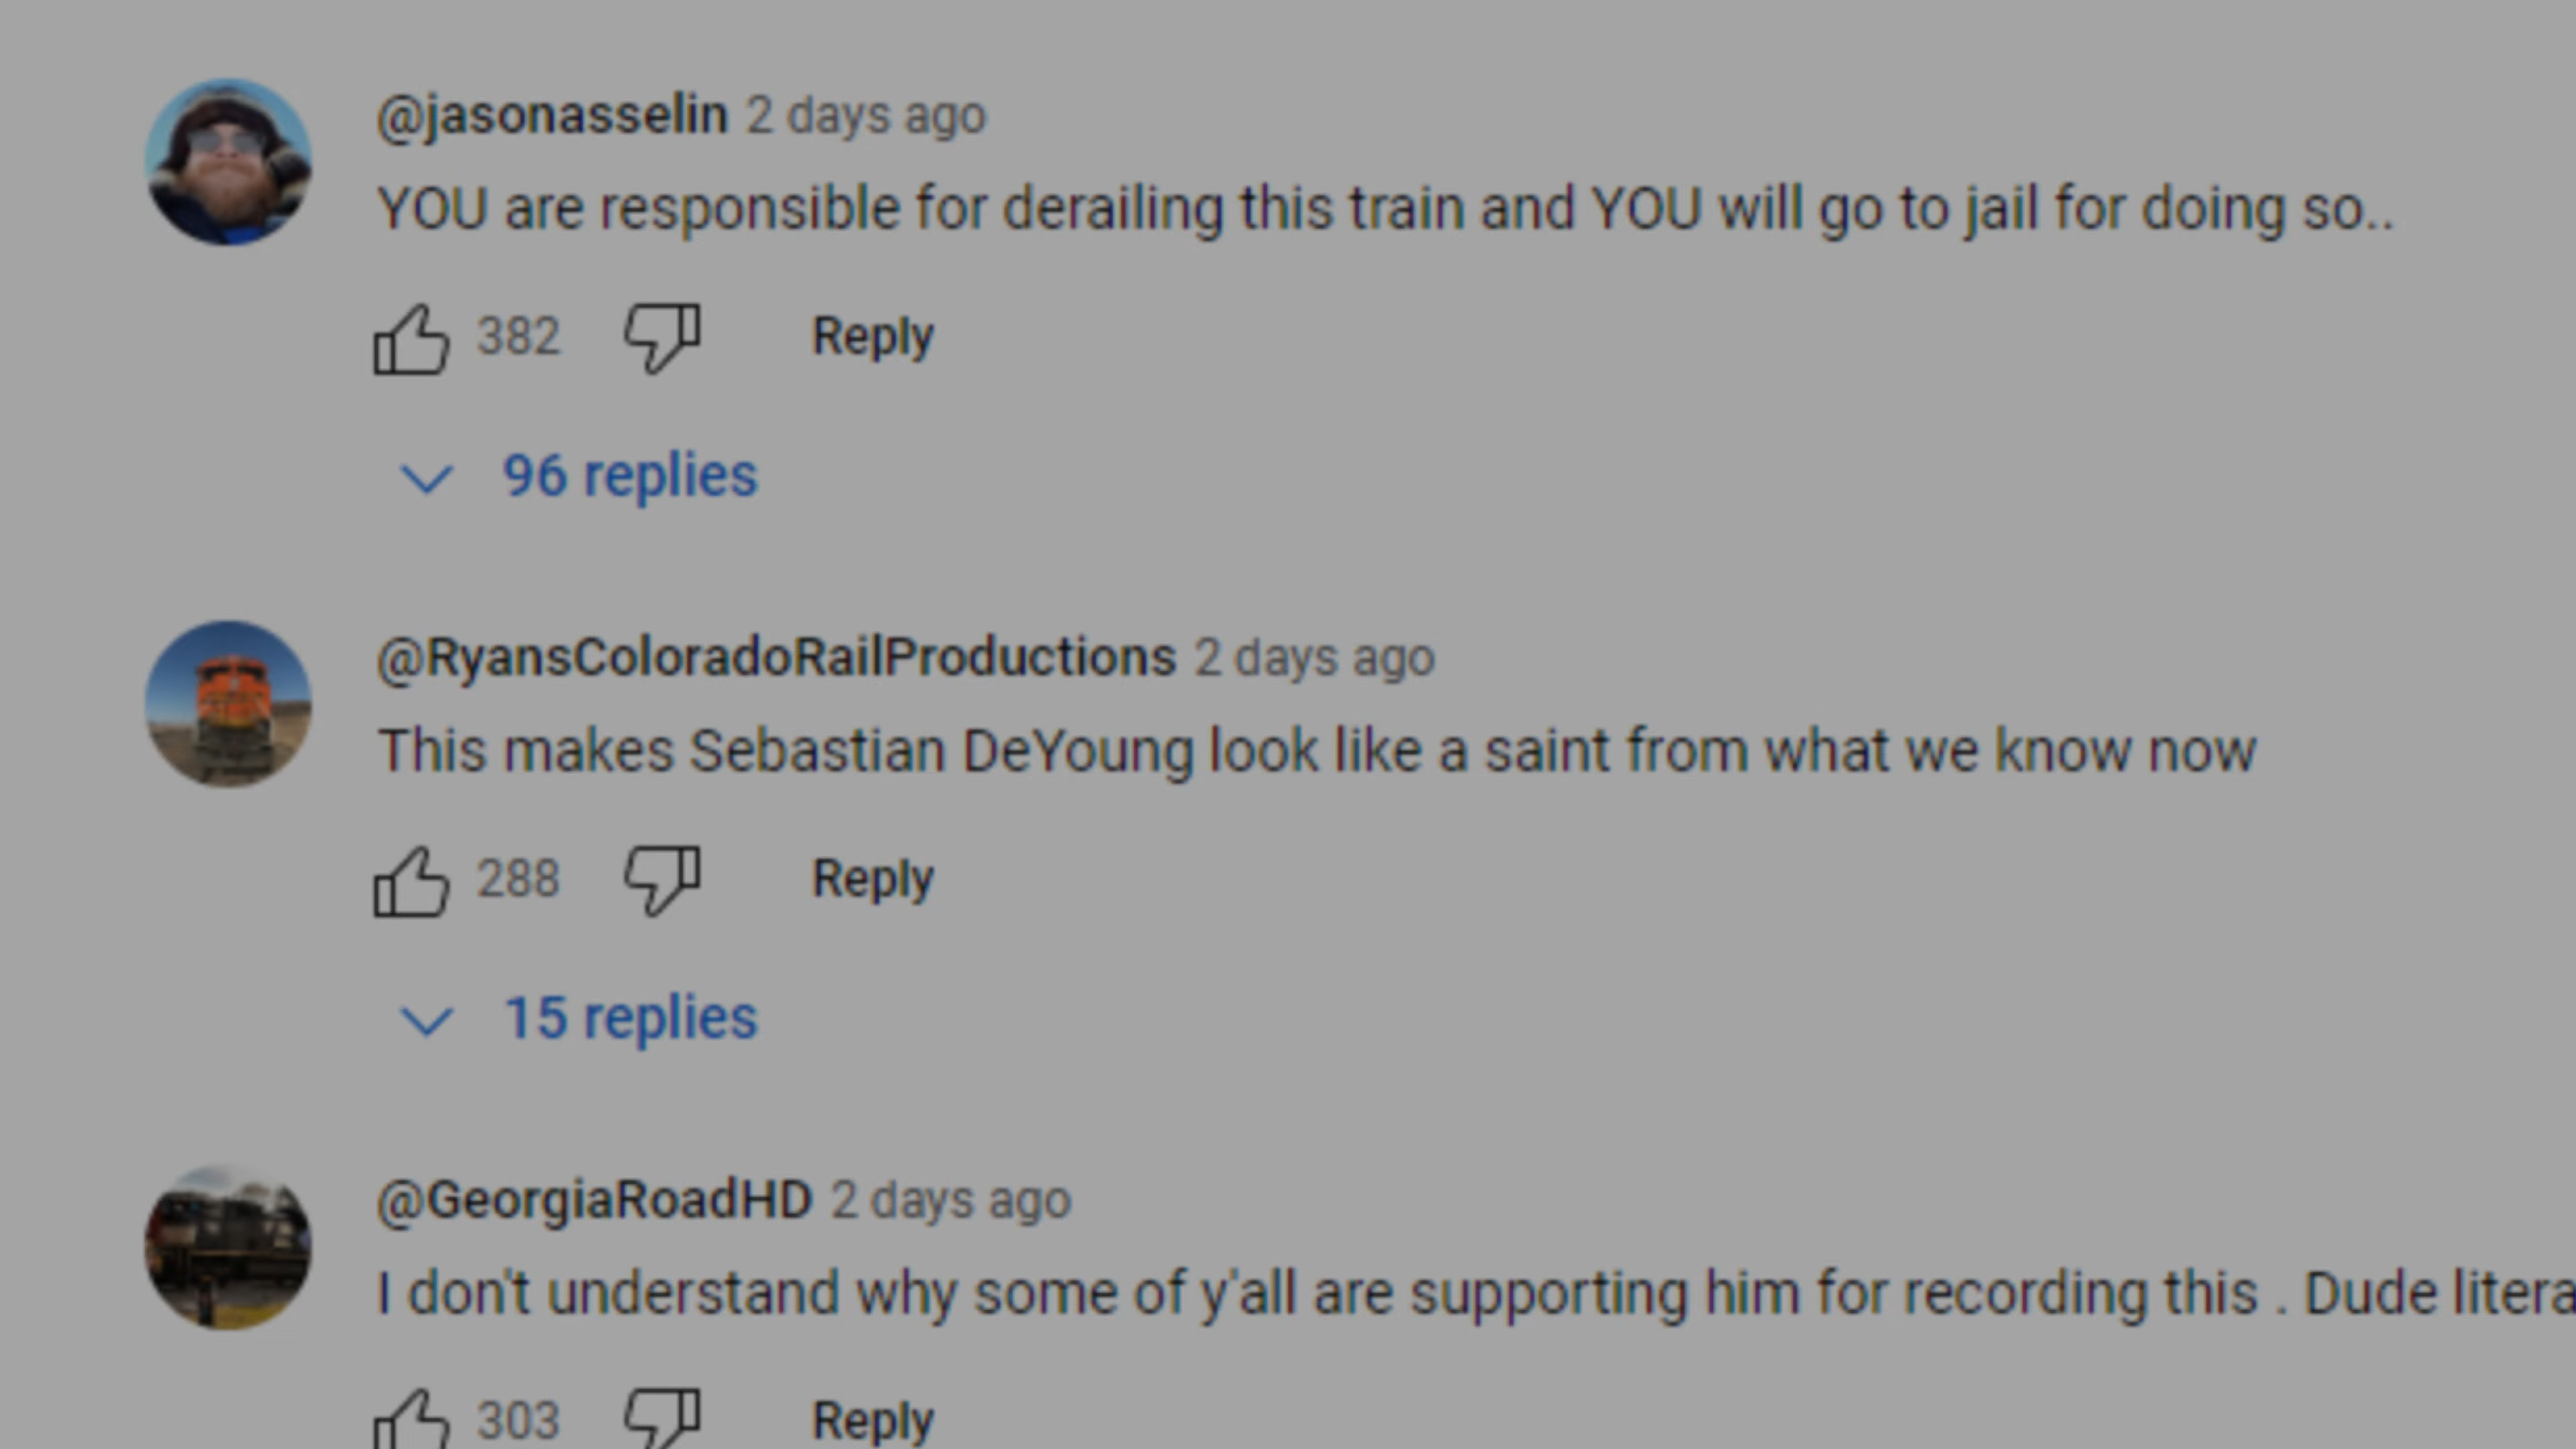 @jasonasselin 2 days ago
YOU are responsible for derailing this train and YOU will go to jail for doing so..
382 Reply
96 replies
@RyansColoradoRailProductions 2 days ago
This makes Sebastian DeYoung look like a saint from what we know now
288 Reply
15 replies
@GeorgiaRoadHD 2 days ago
I don't understand why some of y'all are supporting him for recording this . Dude
303 Reply